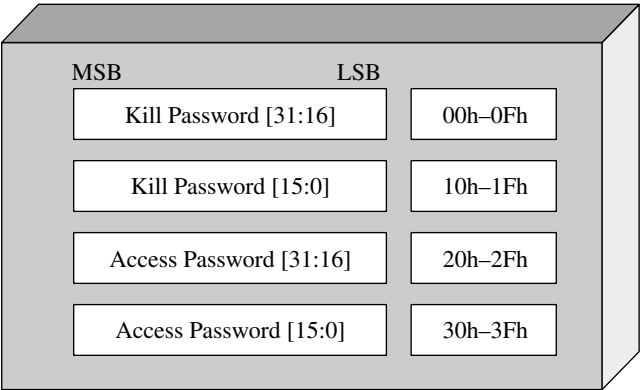 MSB LSB
Kill Password [31:16] 00h–0Fh
Kill Password [15:0] 10h–1Fh
Access Password [31:16] 20h–2Fh
Access Password [15:0] 30h–3Fh